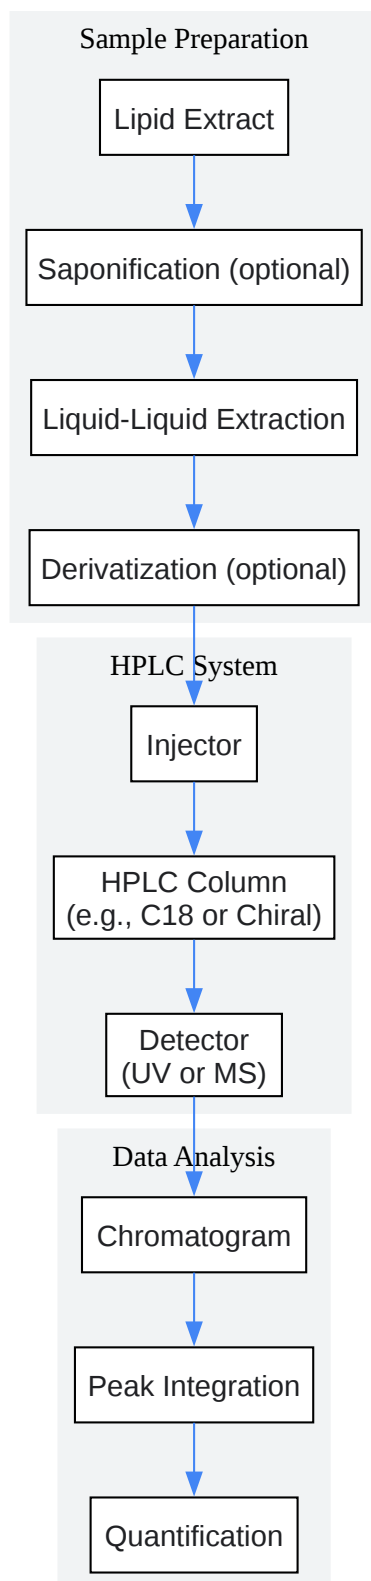 Sample Preparation
Lipid Extract
Saponification (optional)
Liquid-Liquid Extraction
Derivatization (optional)
HPLC System
Injector
HPLC Column
(e.g., C18 or Chiral)
Detector
(UV or MS)
Data Analysis
Chromatogram
Peak Integration
Quantification